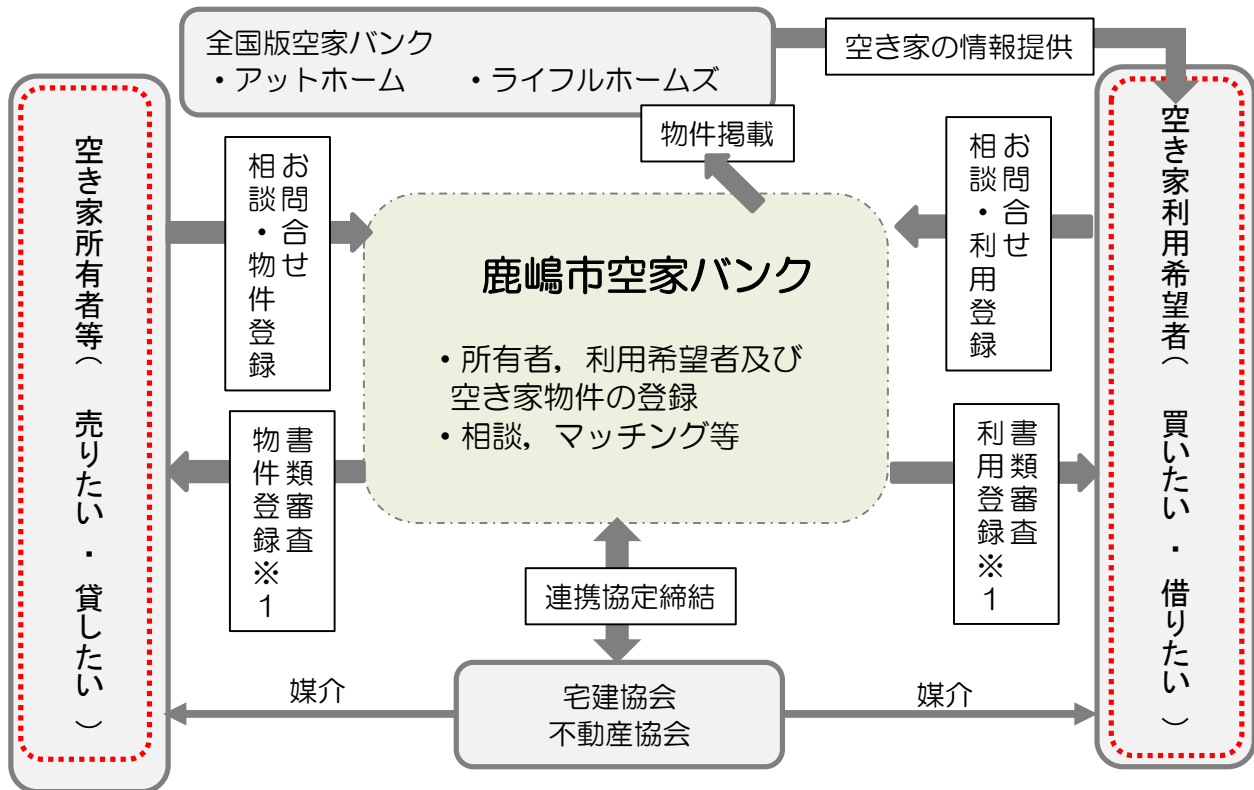 全国版空家バンク
・アットホーム　　・ライフルホームズ
空き家の情報提供
物件掲載
空き家所有者等（　売りたい・貸したい）
お問合せ
相談・物件登録
鹿嶋市空家バンク
・所有者，利用希望者及び
空き家物件の登録
・相談，マッチング等
お問合せ
相談・利用登録
空き家利用希望者（　買いたい・借りたい）
書類審査
物件登録※１
書類審査
利用登録※１
連携協定締結
媒介
宅建協会
不動産協会
媒介